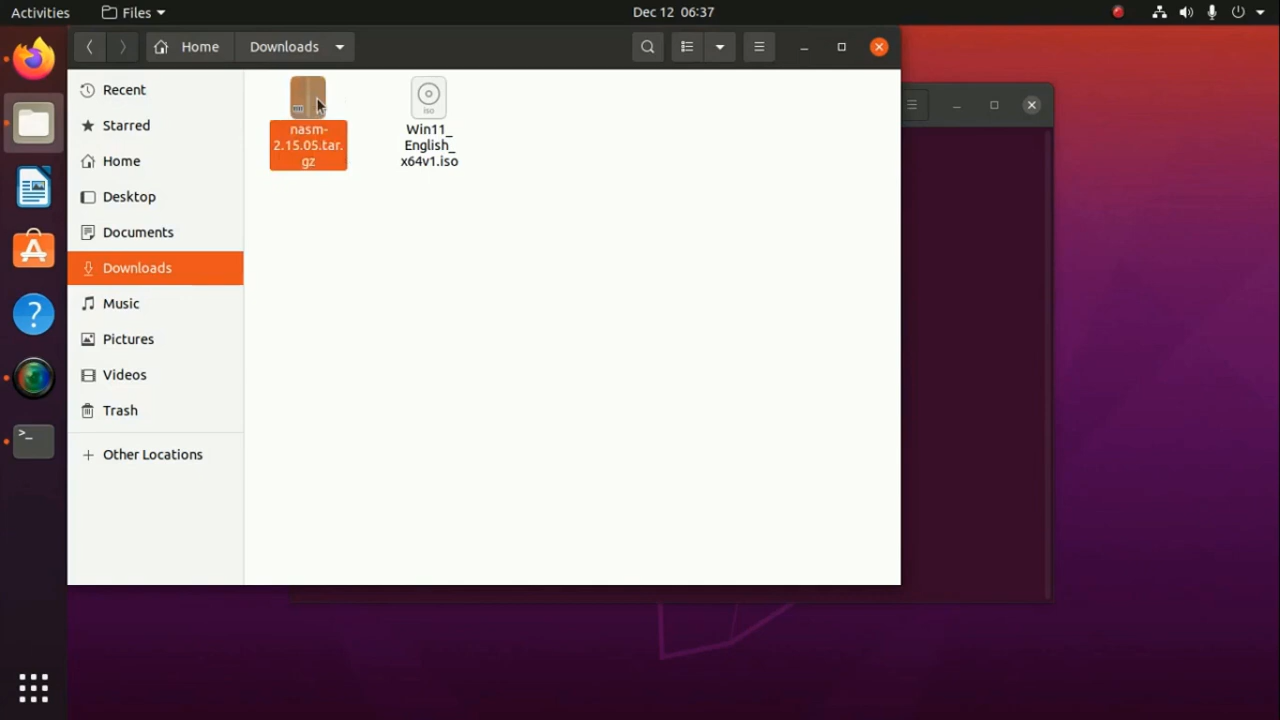 Activities
Files
Dec 12 06:37
Home
Downloads
Recent
Starred
Home
Desktop
Documents
Downloads
Music
Pictures
Videos
Trash
Other Locations
nasm-
2.15.05.tar.
gz
iso
Win11_
English_
x64v1.iso
>_
A
?